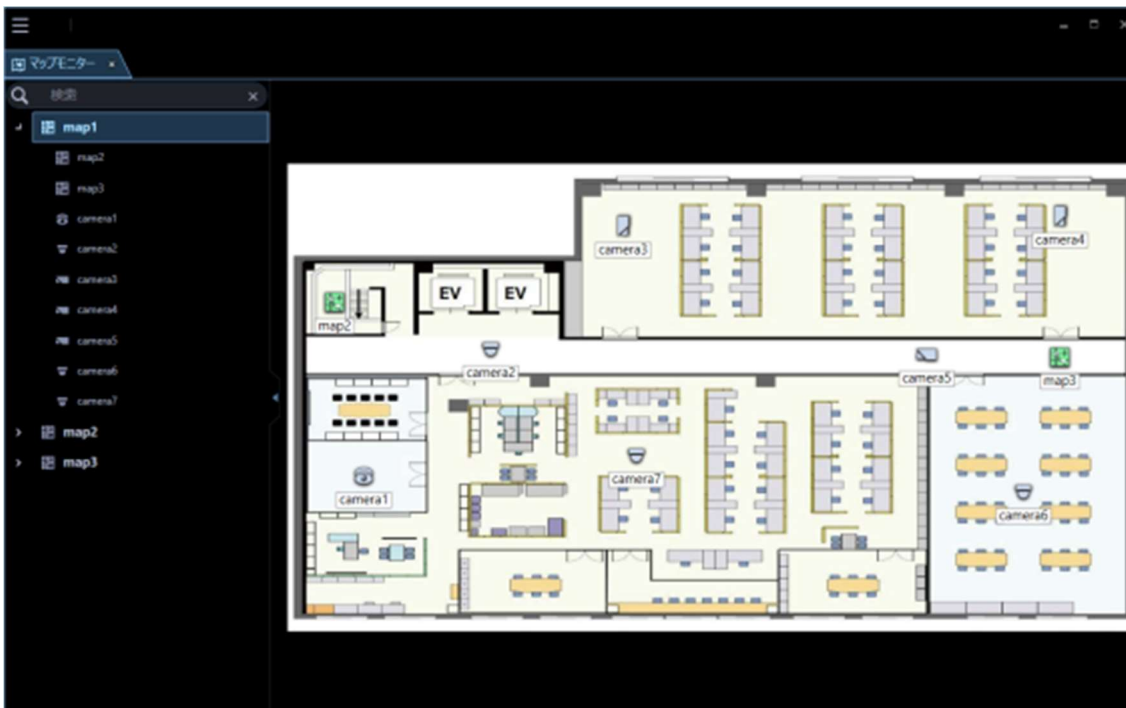 マップモニター ×
検索 ×
map1
map2
map3
camera1
camera2
camera3
camera4
camera5
camera6
camera7
map2
map3
camera3
camera4
EV
EV
map2
camera2
camera5
map3
camera7
camera1
camera6